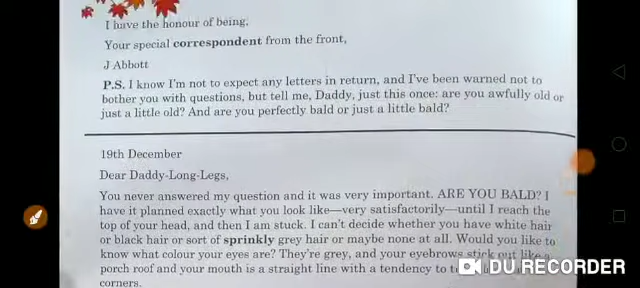 I have the honour of being,
Your special correspondent from the front,
J Abbott
P.S. I know I'm not to expect any letters in return, and I've been warned not to
bother you with questions, but tell me, Daddy, just this once: are you awfully old or
just a little old? And are you perfectly bald or just a little bald?
19th December
Dear Daddy-Long-Legs,
You never answered my question and it was very important. ARE YOU BALD? I
have it planned exactly what you look like—very satisfactorily—until I reach the
top of your head, and then I am stuck. I can't decide whether you have white hair
or black hair or sort of sprinkly grey hair or maybe none at all. Would you like to
know what colour your eyes are? They're grey, and your eyebrows stick out like a
porch roof and your mouth is a straight line with a tendency to
DU RECORDER
corners.